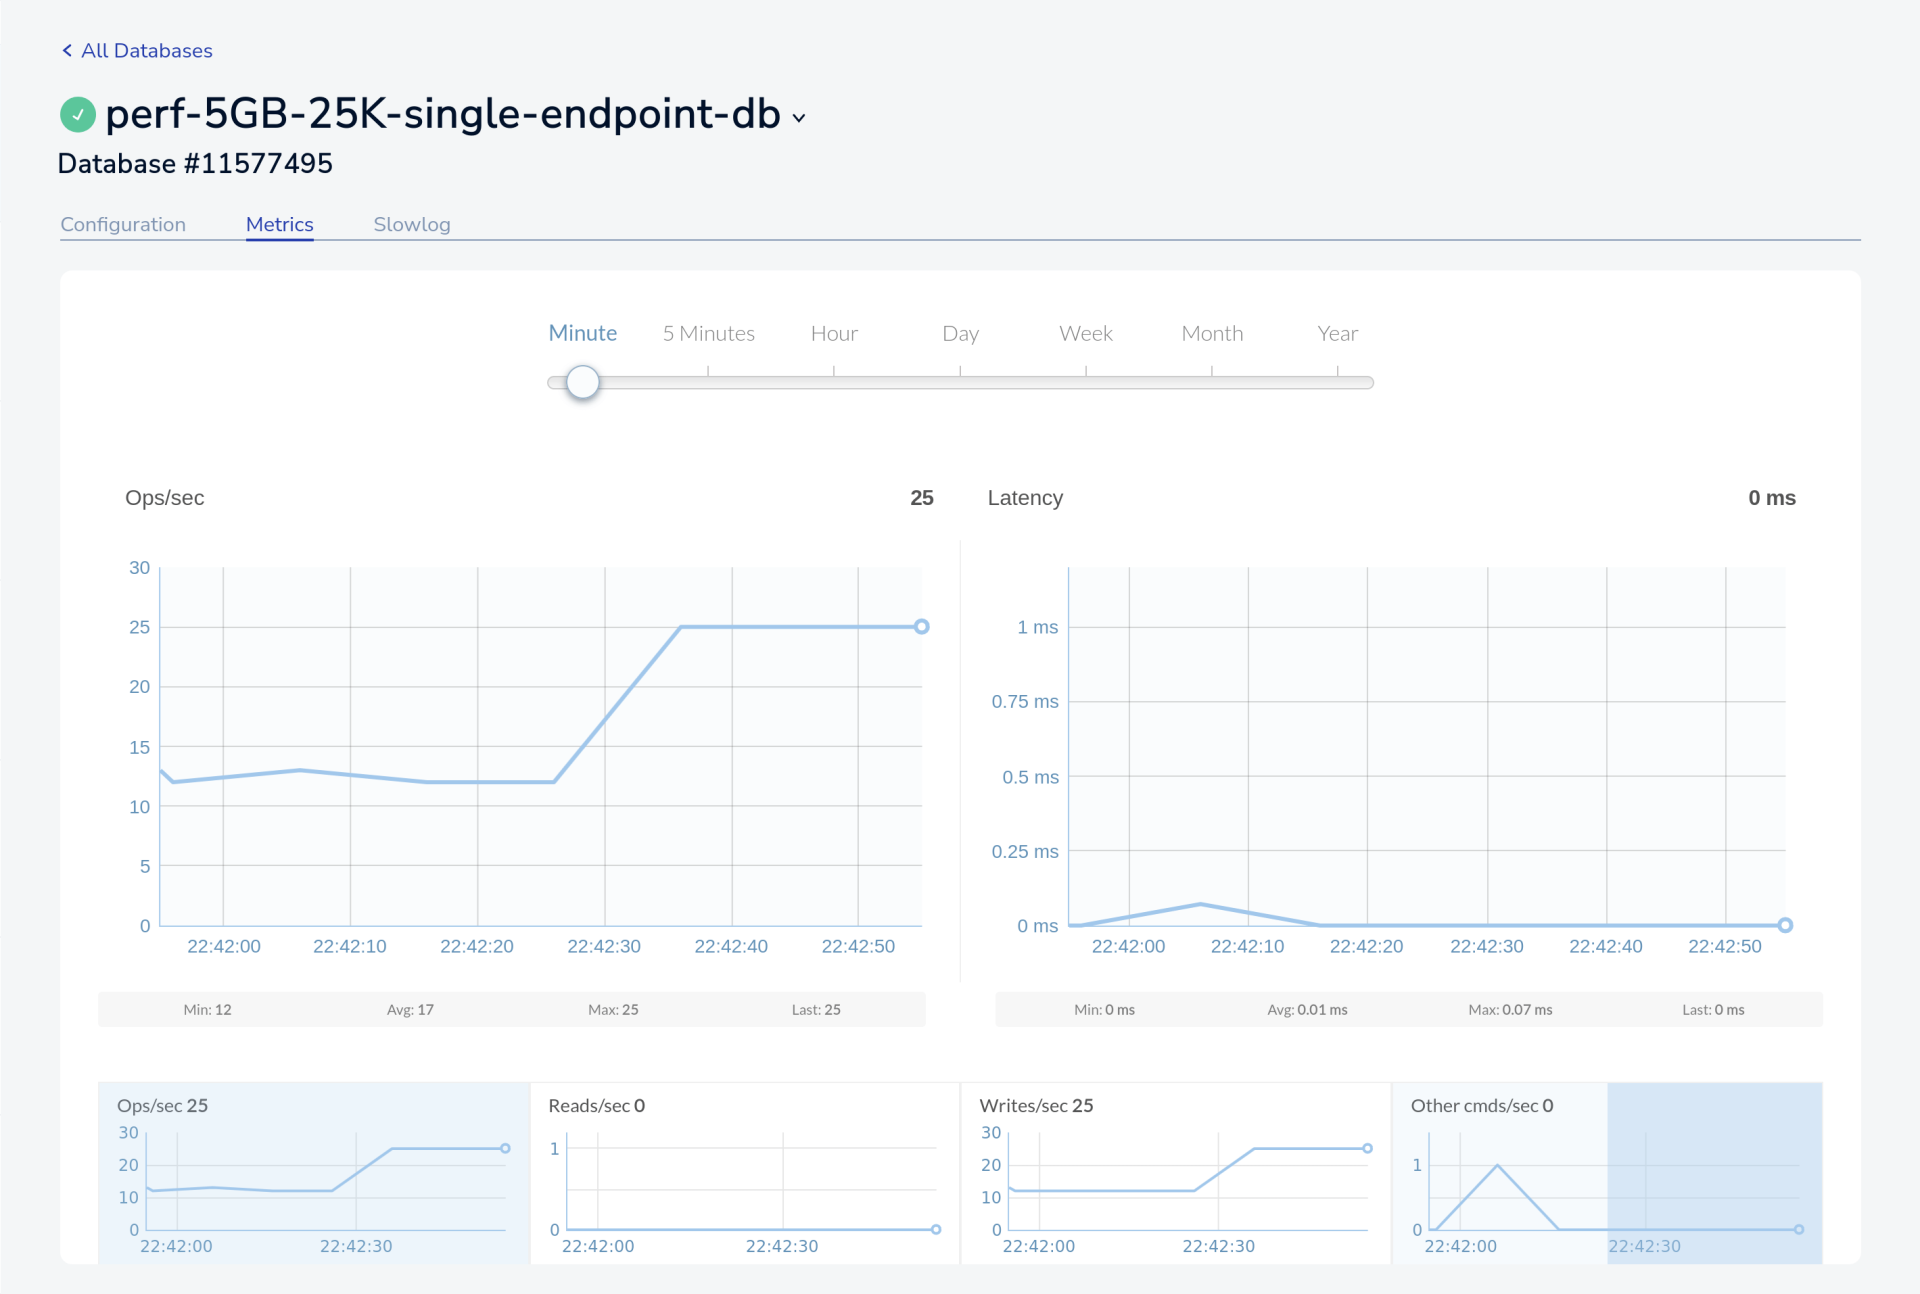 All Databases
perf-5GB-25K-single-endpoint-db
Database #11577495
Configuration Metrics Slowlog
Minute 5 Minutes Hour Day Week Month Year
Ops/sec 25
30
25
20
15
10
5
0
22:42:00 22:42:10 22:42:20 22:42:30 22:42:40 22:42:50
Min: 12 Avg: 17 Max: 25 Last: 25
Latency 0 ms
1 ms
0.75 ms
0.5 ms
0.25 ms
0 ms
22:42:00 22:42:10 22:42:20 22:42:30 22:42:40 22:42:50
Min: 0 ms Avg: 0.01 ms Max: 0.07 ms Last: 0 ms
Ops/sec 25
30
20
10
0
22:42:00 22:42:30
Reads/sec 0
1
0
22:42:00 22:42:30
Writes/sec 25
30
20
10
0
22:42:00 22:42:30
Other cmds/sec 0
1
0
22:42:00 22:42:30